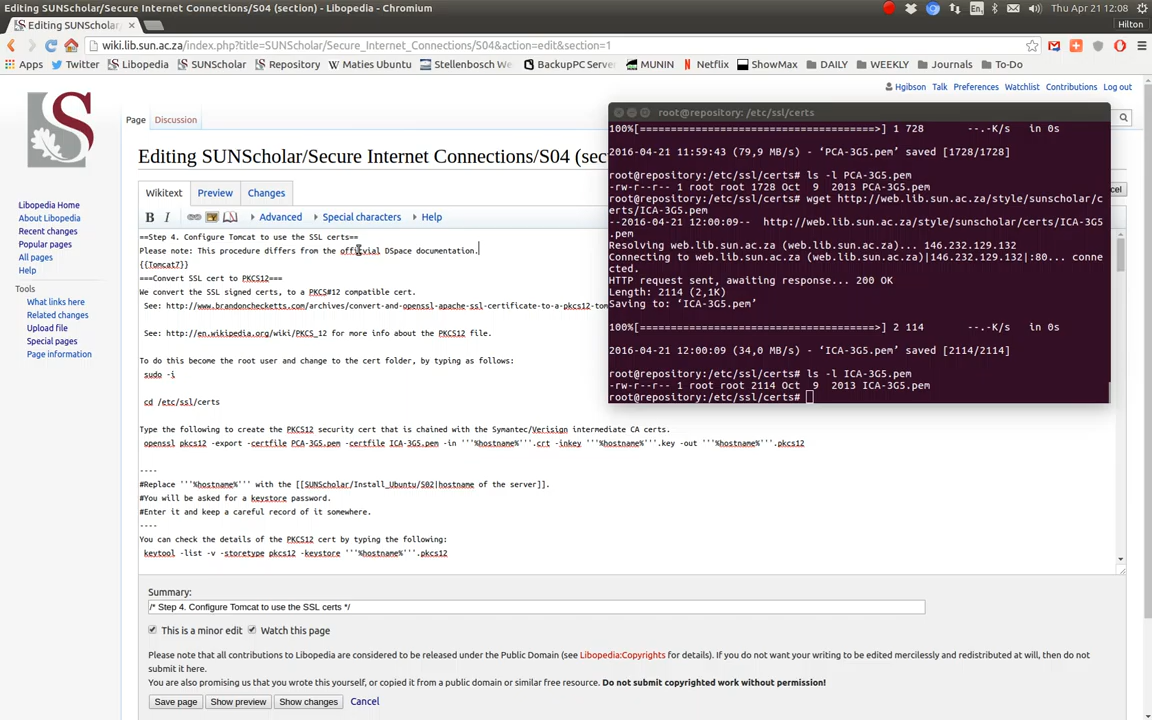 Editing SUNScholar/Secure Internet Connections/S04 (section) - Libopedia - Chromium
En
Thu Apr 21 12:08
Editing SUNScholar/
Hilton
wiki.lib.sun.ac.za/index.php?title=SUNScholar/Secure_Internet_Connections/S04&action=edit&section=1
Apps Twitter Libopedia SUNScholar Repository Maties Ubuntu Stellenbosch We BackupPC Server MUNIN Netflix ShowMax DAILY WEEKLY Journals To-Do
Hgibson Talk Preferences Watchlist Contributions Log out
Page Discussion
Editing SUNScholar/Secure Internet Connections/S04 (sec
Wikitext Preview Changes
cel
B I Advanced Special characters Help
Libopedia Home
About Libopedia
Recent changes
Popular pages
All pages
Help
Tools
What links here
Related changes
Upload file
Special pages
Page information
==Step 4. Configure Tomcat to use the SSL certs==
Please note: This procedure differs from the offic vial DSpace documentation.
{{Tomcat7}}
===Convert SSL cert to PKCS12===
We convert the SSL signed certs, to a PKCS#12 compatible cert.
See: http://www.brandonchecketts.com/archives/convert-and-openssl-apache-ssl-certificate-to-a-pkcs12-tom
See: http://en.wikipedia.org/wiki/PKCS_12 for more info about the PKCS12 file.
To do this become the root user and change to the cert folder, by typing as follows:
sudo -i
cd /etc/ssl/certs
Type the following to create the PKCS12 security cert that is chained with the Symantec/Verisign intermediate CA certs.
openssl pkcs12 -export -certfile PCA-3G5.pem -certfile ICA-3G5.pem -in '''%hostname%'''.crt -inkey '''%hostname%'''.key -out '''%hostname%'''.pkcs12
----
#Replace '''%hostname%''' with the [[SUNScholar/Install_Ubuntu/S02|hostname of the server]].
#You will be asked for a keystore password.
#Enter it and keep a careful record of it somewhere.
----
You can check the details of the PKCS12 cert by typing the following:
keytool -list -v -storetype pkcs12 -keystore '''%hostname%'''.pkcs12
root@repository: /etc/ssl/certs
100%[======================================>] 1 728 --.-K/s in 0s
2016-04-21 11:59:43 (79,9 MB/s) - ‘PCA-3G5.pem’ saved [1728/1728]
root@repository:/etc/ssl/certs# ls -l PCA-3G5.pem
-rw-r--r-- 1 root root 1728 Oct 9 2013 PCA-3G5.pem
root@repository:/etc/ssl/certs# wget http://web.lib.sun.ac.za/style/sunscholar/c
erts/ICA-3G5.pem
--2016-04-21 12:00:09-- http://web.lib.sun.ac.za/style/sunscholar/certs/ICA-3G5
.pem
Resolving web.lib.sun.ac.za (web.lib.sun.ac.za)... 146.232.129.132
Connecting to web.lib.sun.ac.za (web.lib.sun.ac.za)|146.232.129.132|:80... conne
cted.
HTTP request sent, awaiting response... 200 OK
Length: 2114 (2,1K)
Saving to: ‘ICA-3G5.pem’
100%[======================================>] 2 114 --.-K/s in 0s
2016-04-21 12:00:09 (34,0 MB/s) - ‘ICA-3G5.pem’ saved [2114/2114]
root@repository:/etc/ssl/certs# ls -l ICA-3G5.pem
-rw-r--r-- 1 root root 2114 Oct 9 2013 ICA-3G5.pem
root@repository:/etc/ssl/certs#
Summary:
/* Step 4. Configure Tomcat to use the SSL certs */
This is a minor edit Watch this page
Please note that all contributions to Libopedia are considered to be released under the Public Domain (see Libopedia:Copyrights for details). If you do not want your writing to be edited mercilessly and redistributed at will, then do not
submit it here.
You are also promising us that you wrote this yourself, or copied it from a public domain or similar free resource. Do not submit copyrighted work without permission!
Save page Show preview Show changes Cancel